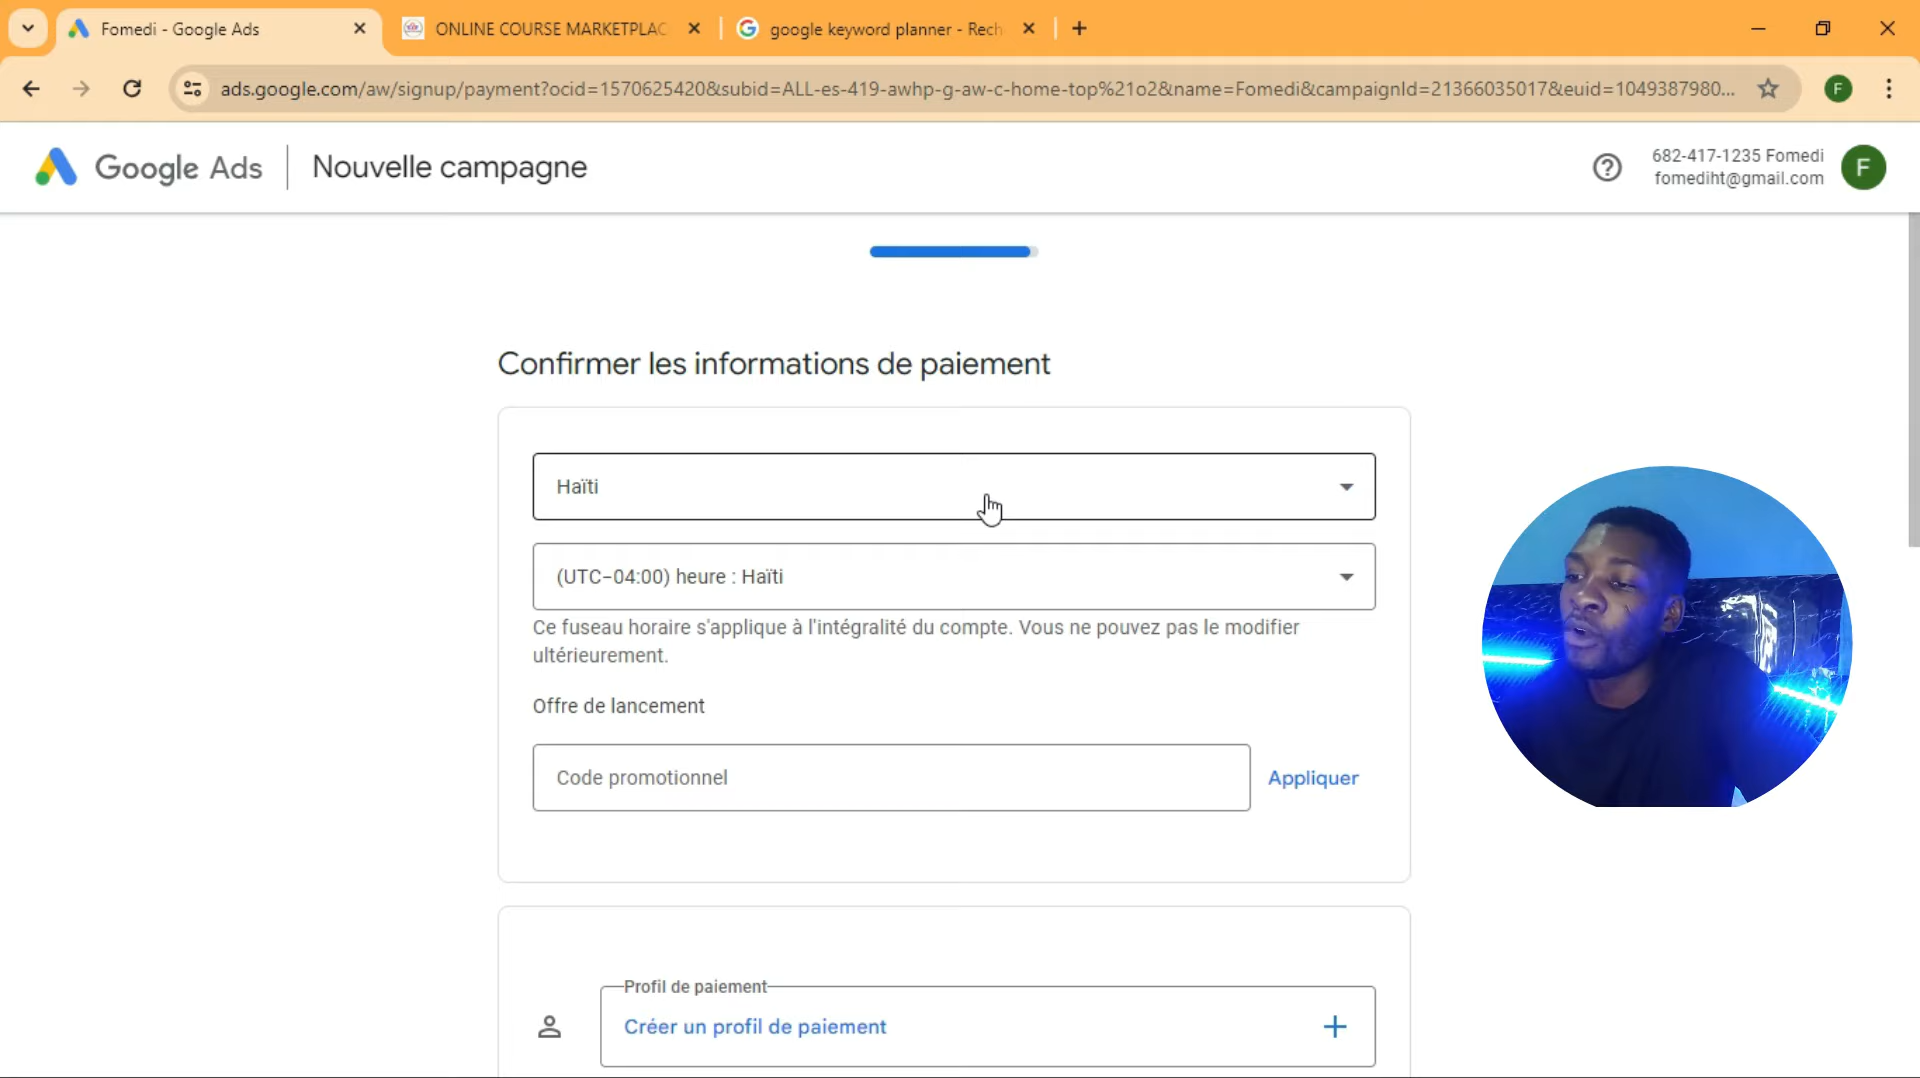 Fomedi - Google Ads
ONLINE COURSE MARKETPLAC
google keyword planner - Rech
ads.google.com/aw/signup/payment?ocid=1570625420&subid=ALL-es-419-awhp-g-aw-c-home-top%21o2&name=Fomedi&campaignId=21366035017&euid=1049387980...
F
Google Ads
Nouvelle campagne
682-417-1235 Fomedi
fomediht@gmail.com
F
Confirmer les informations de paiement
Haïti
(UTC−04:00) heure : Haïti
Ce fuseau horaire s'applique à l'intégralité du compte. Vous ne pouvez pas le modifier
ultérieurement.
Offre de lancement
Code promotionnel
Appliquer
Profil de paiement
Créer un profil de paiement